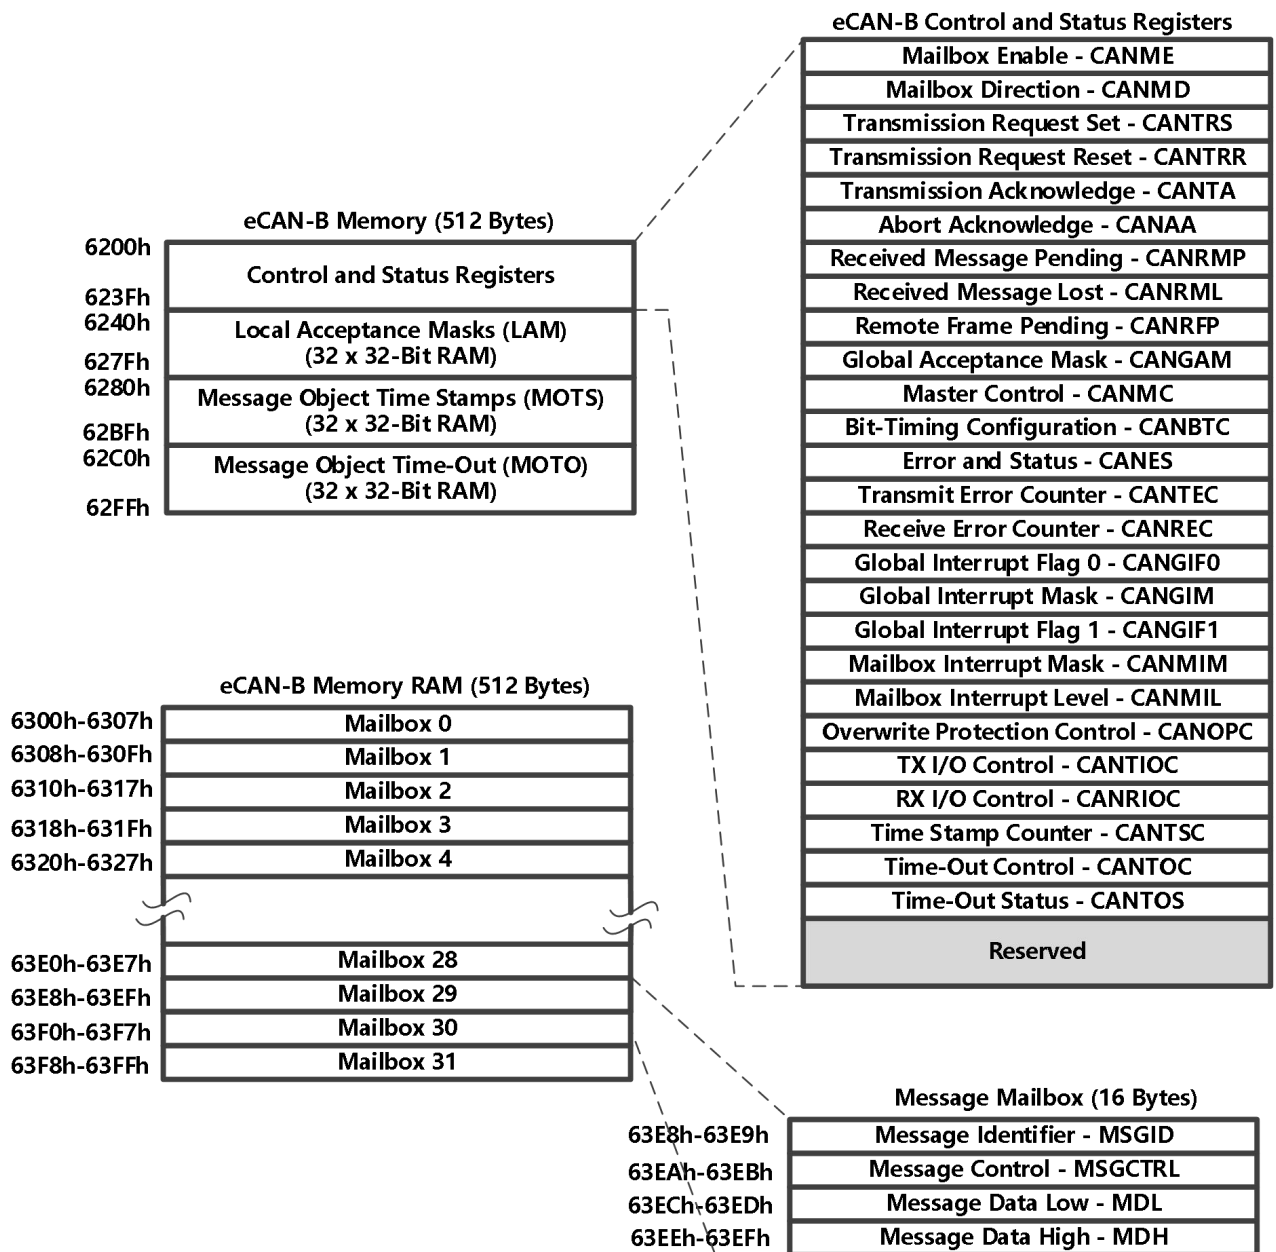 eCAN-B Control and Status Registers
Mailbox Enable - CANME
Mailbox Direction - CANMD
Transmission Request Set - CANTRS
Transmission Request Reset - CANTRR
Transmission Acknowledge - CANTA
Abort Acknowledge - CANAA
Received Message Pending - CANRMP
Received Message Lost - CANRML
Remote Frame Pending - CANRFP
Global Acceptance Mask - CANGAM
Master Control - CANMC
Bit-Timing Configuration - CANBTC
Error and Status - CANES
Transmit Error Counter - CANTEC
Receive Error Counter - CANREC
Global Interrupt Flag 0 - CANGIF0
Global Interrupt Mask - CANGIM
Global Interrupt Flag 1 - CANGIF1
Mailbox Interrupt Mask - CANMIM
Mailbox Interrupt Level - CANMIL
Overwrite Protection Control - CANOPC
TX I/O Control - CANTIOC
RX I/O Control - CANRIOC
Time Stamp Counter - CANTSC
Time-Out Control - CANTOC
Time-Out Status - CANTOS
Reserved
eCAN-B Memory (512 Bytes)
6200h
Control and Status Registers
623Fh
6240h
Local Acceptance Masks (LAM)
(32 x 32-Bit RAM)
627Fh
6280h
Message Object Time Stamps (MOTS)
(32 x 32-Bit RAM)
62BFh
62C0h
Message Object Time-Out (MOTO)
(32 x 32-Bit RAM)
62FFh
eCAN-B Memory RAM (512 Bytes)
6300h-6307h Mailbox 0
6308h-630Fh Mailbox 1
6310h-6317h Mailbox 2
6318h-631Fh Mailbox 3
6320h-6327h Mailbox 4
63E0h-63E7h Mailbox 28
63E8h-63EFh Mailbox 29
63F0h-63F7h Mailbox 30
63F8h-63FFh Mailbox 31
Message Mailbox (16 Bytes)
63E8h-63E9h Message Identifier - MSGID
63EAh-63EBh Message Control - MSGCTRL
63ECh-63EDh Message Data Low - MDL
63EEh-63EFh Message Data High - MDH